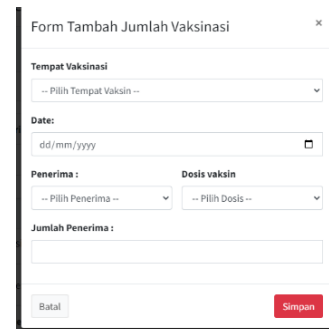 Form Tambah Jumlah Vaksinasi ×
Tempat Vaksinasi
-- Pilih Tempat Vaksin --
Date:
dd/mm/yyyy
Penerima : Dosis vaksin
-- Pilih Penerima -- -- Pilih Dosis --
Jumlah Penerima :
Batal Simpan